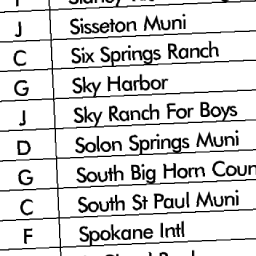 J Sisseton Muni
C Six Springs Ranch
G Sky Harbor
J Sky Ranch For Boys
D Solon Springs Muni
G South Big Horn
C South St Paul Muni
F Spokane Intl